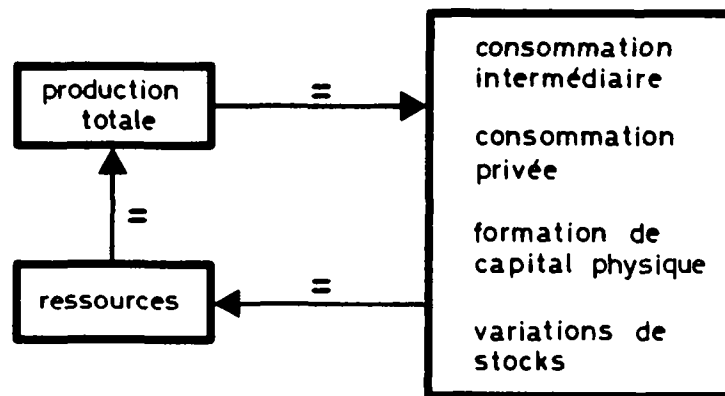 production
totale
=
consommation
intermédiaire
consommation
privée
formation de
capital physique
variations de
stocks
=
ressources
=